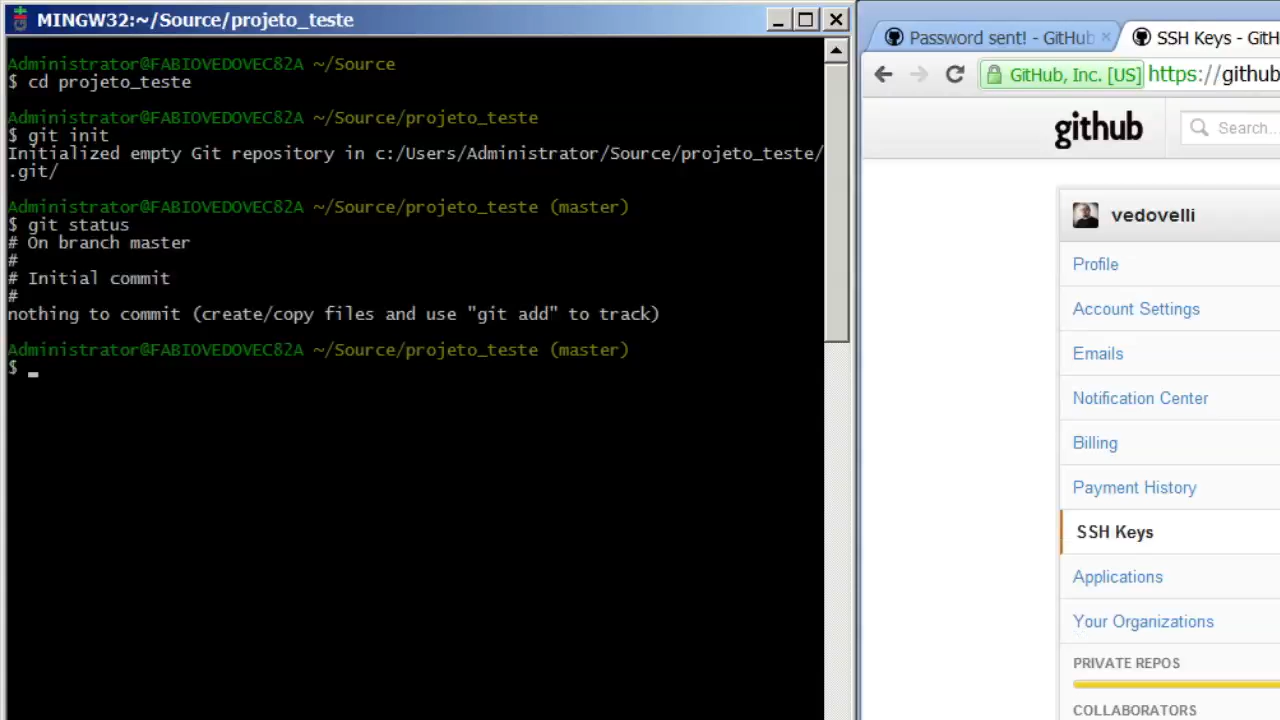 MINGW32:~/Source/projeto_teste
Administrator@FABIOVEDOVEC82A ~/Source
$ cd projeto_teste
Administrator@FABIOVEDOVEC82A ~/Source/projeto_teste
$ git init
Initialized empty Git repository in c:/Users/Administrator/Source/projeto_teste/
.git/
Administrator@FABIOVEDOVEC82A ~/Source/projeto_teste (master)
$ git status
# On branch master
#
# Initial commit
#
nothing to commit (create/copy files and use "git add" to track)
Administrator@FABIOVEDOVEC82A ~/Source/projeto_teste (master)
$
Password sent! - GitHub
SSH Keys - GitH
GitHub, Inc. [US] https://github
github
Search...
vedovelli
Profile
Account Settings
Emails
Notification Center
Billing
Payment History
SSH Keys
Applications
Your Organizations
PRIVATE REPOS
COLLABORATORS